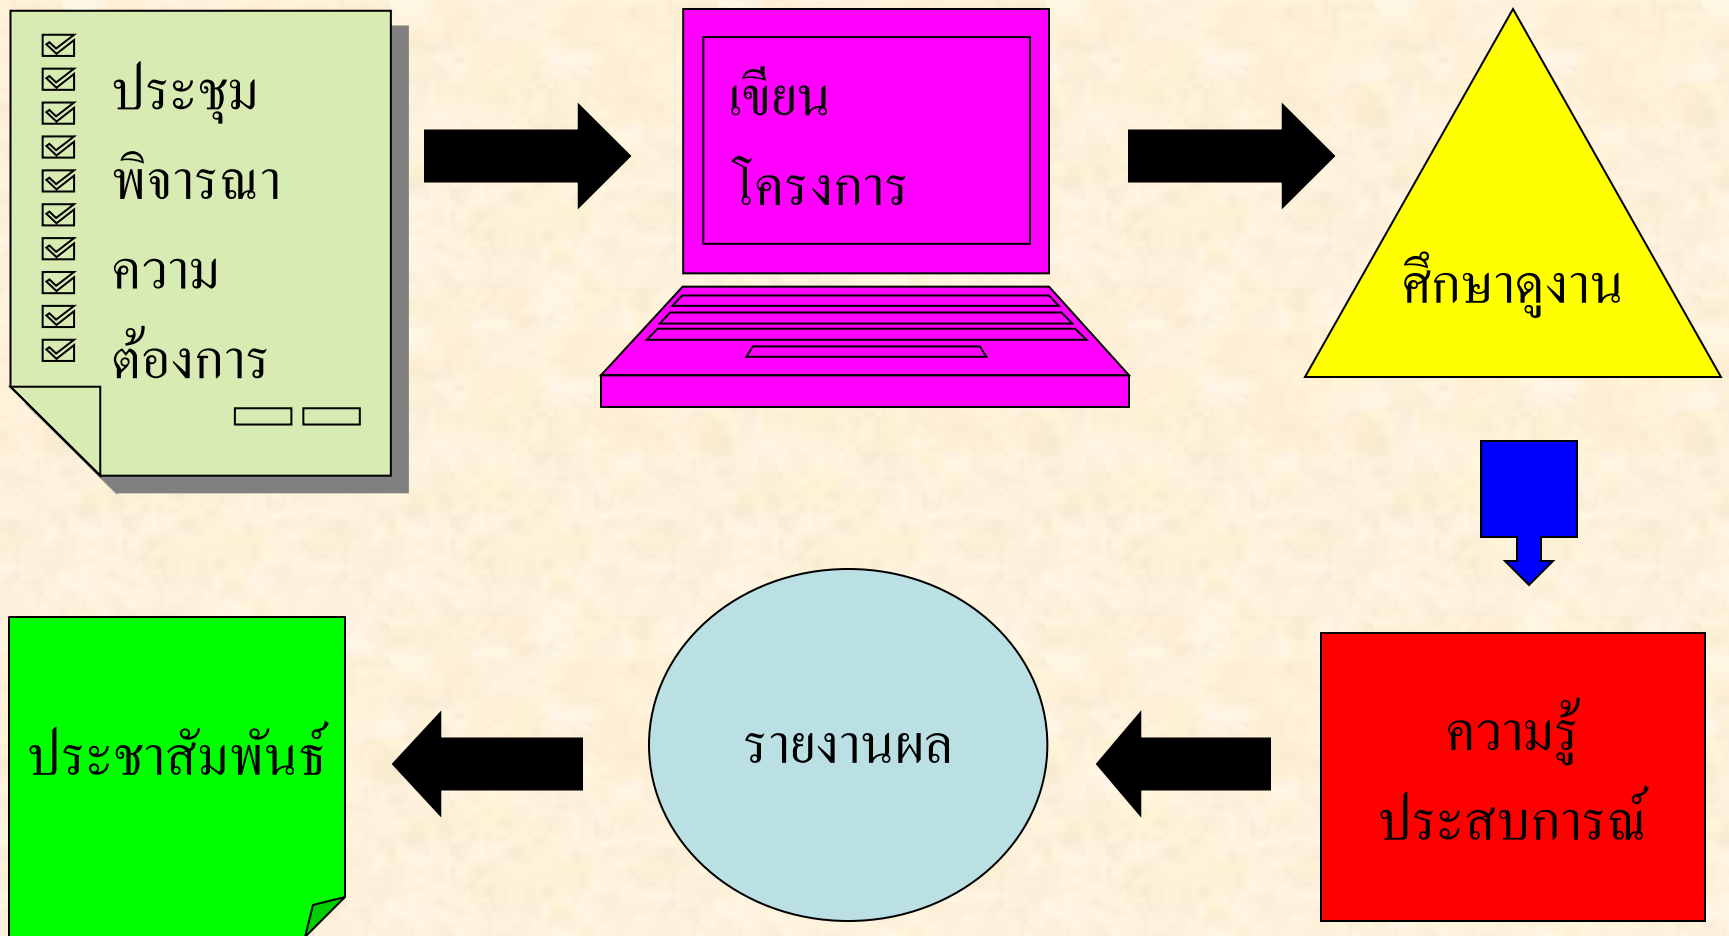 ประชุม
พิจารณา
ความ
ต้องการ
เขียน
โครงการ
ศึกษาดูงาน
ความรู้
ประสบการณ์
รายงานผล
ประชาสัมพันธ์